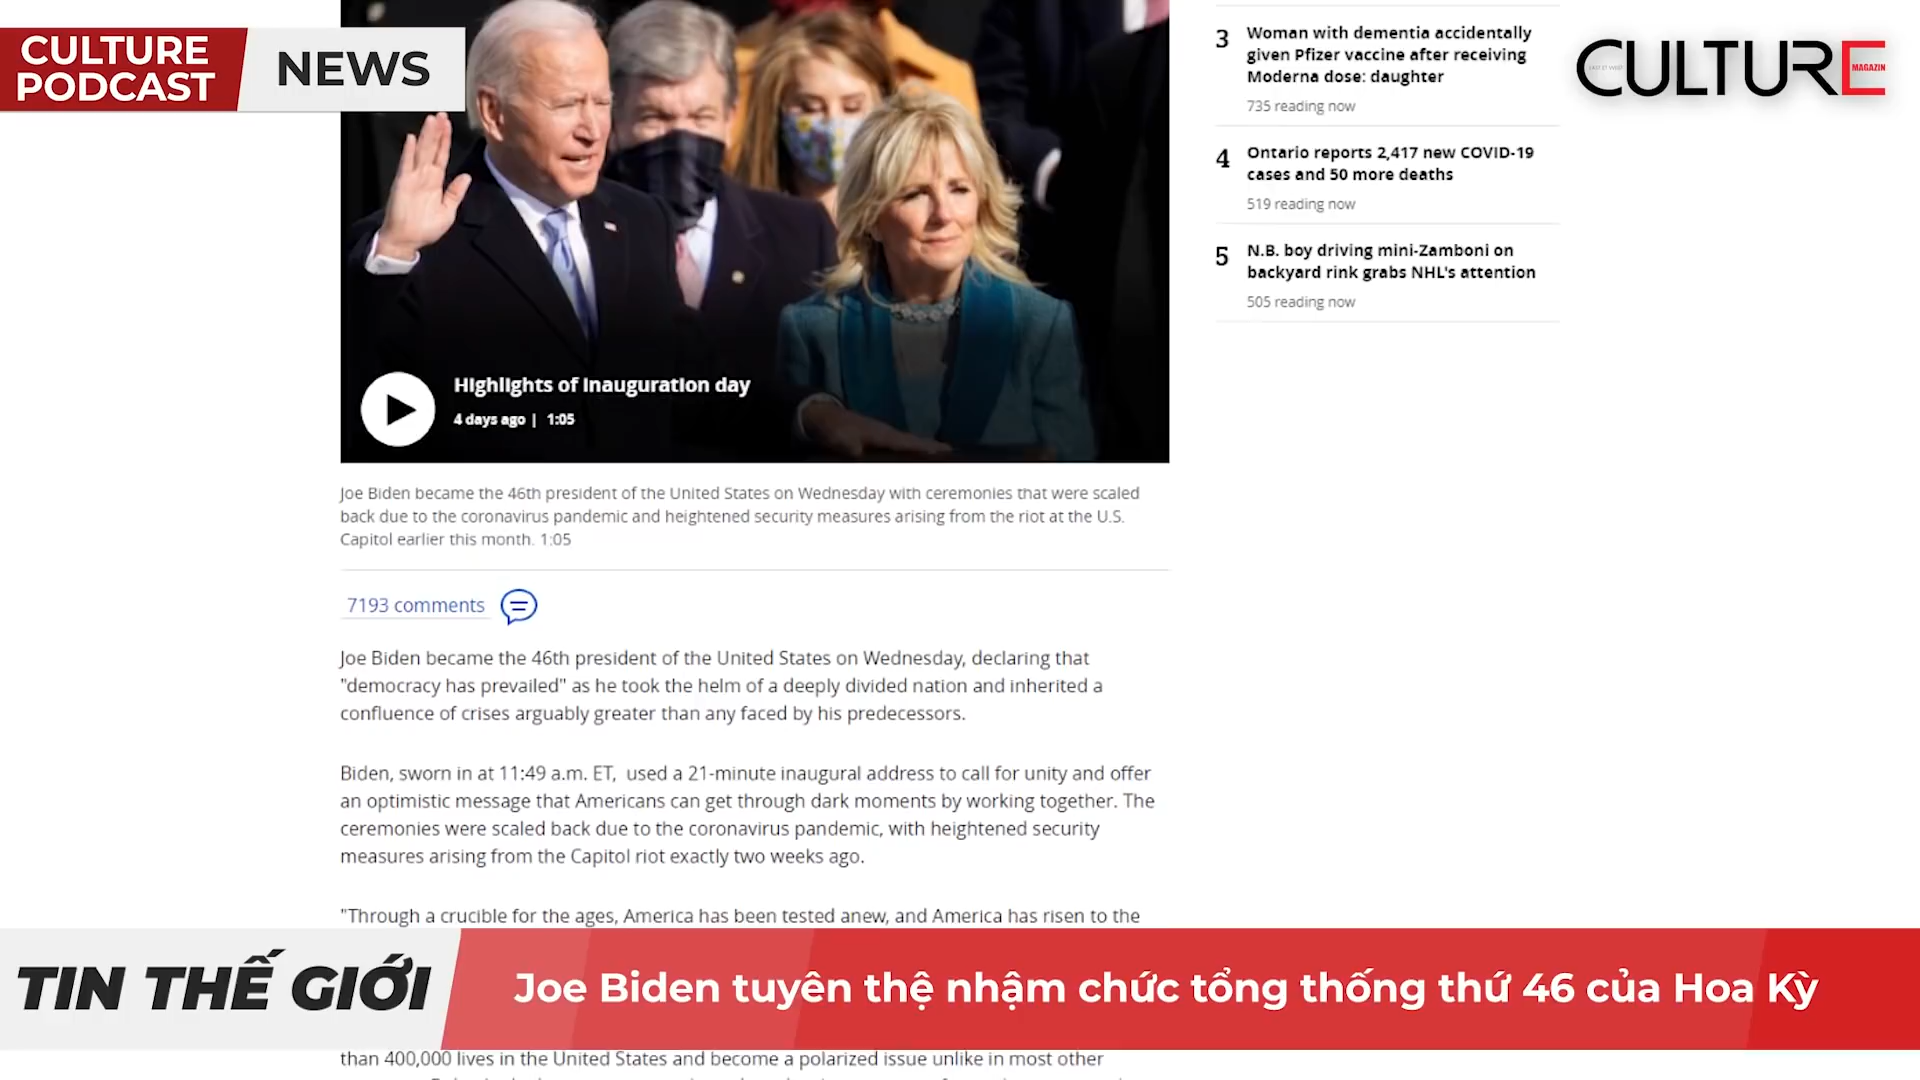 CULTURE
PODCAST
NEWS
CULTURE
MAGAZIN
3
Woman with dementia accidentally
given Pfizer vaccine after receiving
Moderna dose: daughter
735 reading now
4
Ontario reports 2,417 new COVID-19
cases and 50 more deaths
519 reading now
5
N.B. boy driving mini-Zamboni on
backyard rink grabs NHL's attention
505 reading now
Highlights of inauguration day
4 days ago | 1:05
Joe Biden became the 46th president of the United States on Wednesday with ceremonies that were scaled
back due to the coronavirus pandemic and heightened security measures arising from the riot at the U.S.
Capitol earlier this month. 1:05
7193 comments
Joe Biden became the 46th president of the United States on Wednesday, declaring that
"democracy has prevailed" as he took the helm of a deeply divided nation and inherited a
confluence of crises arguably greater than any faced by his predecessors.
Biden, sworn in at 11:49 a.m. ET, used a 21-minute inaugural address to call for unity and offer
an optimistic message that Americans can get through dark moments by working together. The
ceremonies were scaled back due to the coronavirus pandemic, with heightened security
measures arising from the Capitol riot exactly two weeks ago.
"Through a crucible for the ages, America has been tested anew, and America has risen to the
TIN THẾ GIỚI
Joe Biden tuyên thệ nhậm chức tổng thống thứ 46 của Hoa Kỳ
than 400,000 lives in the United States and become a polarized issue unlike in most other